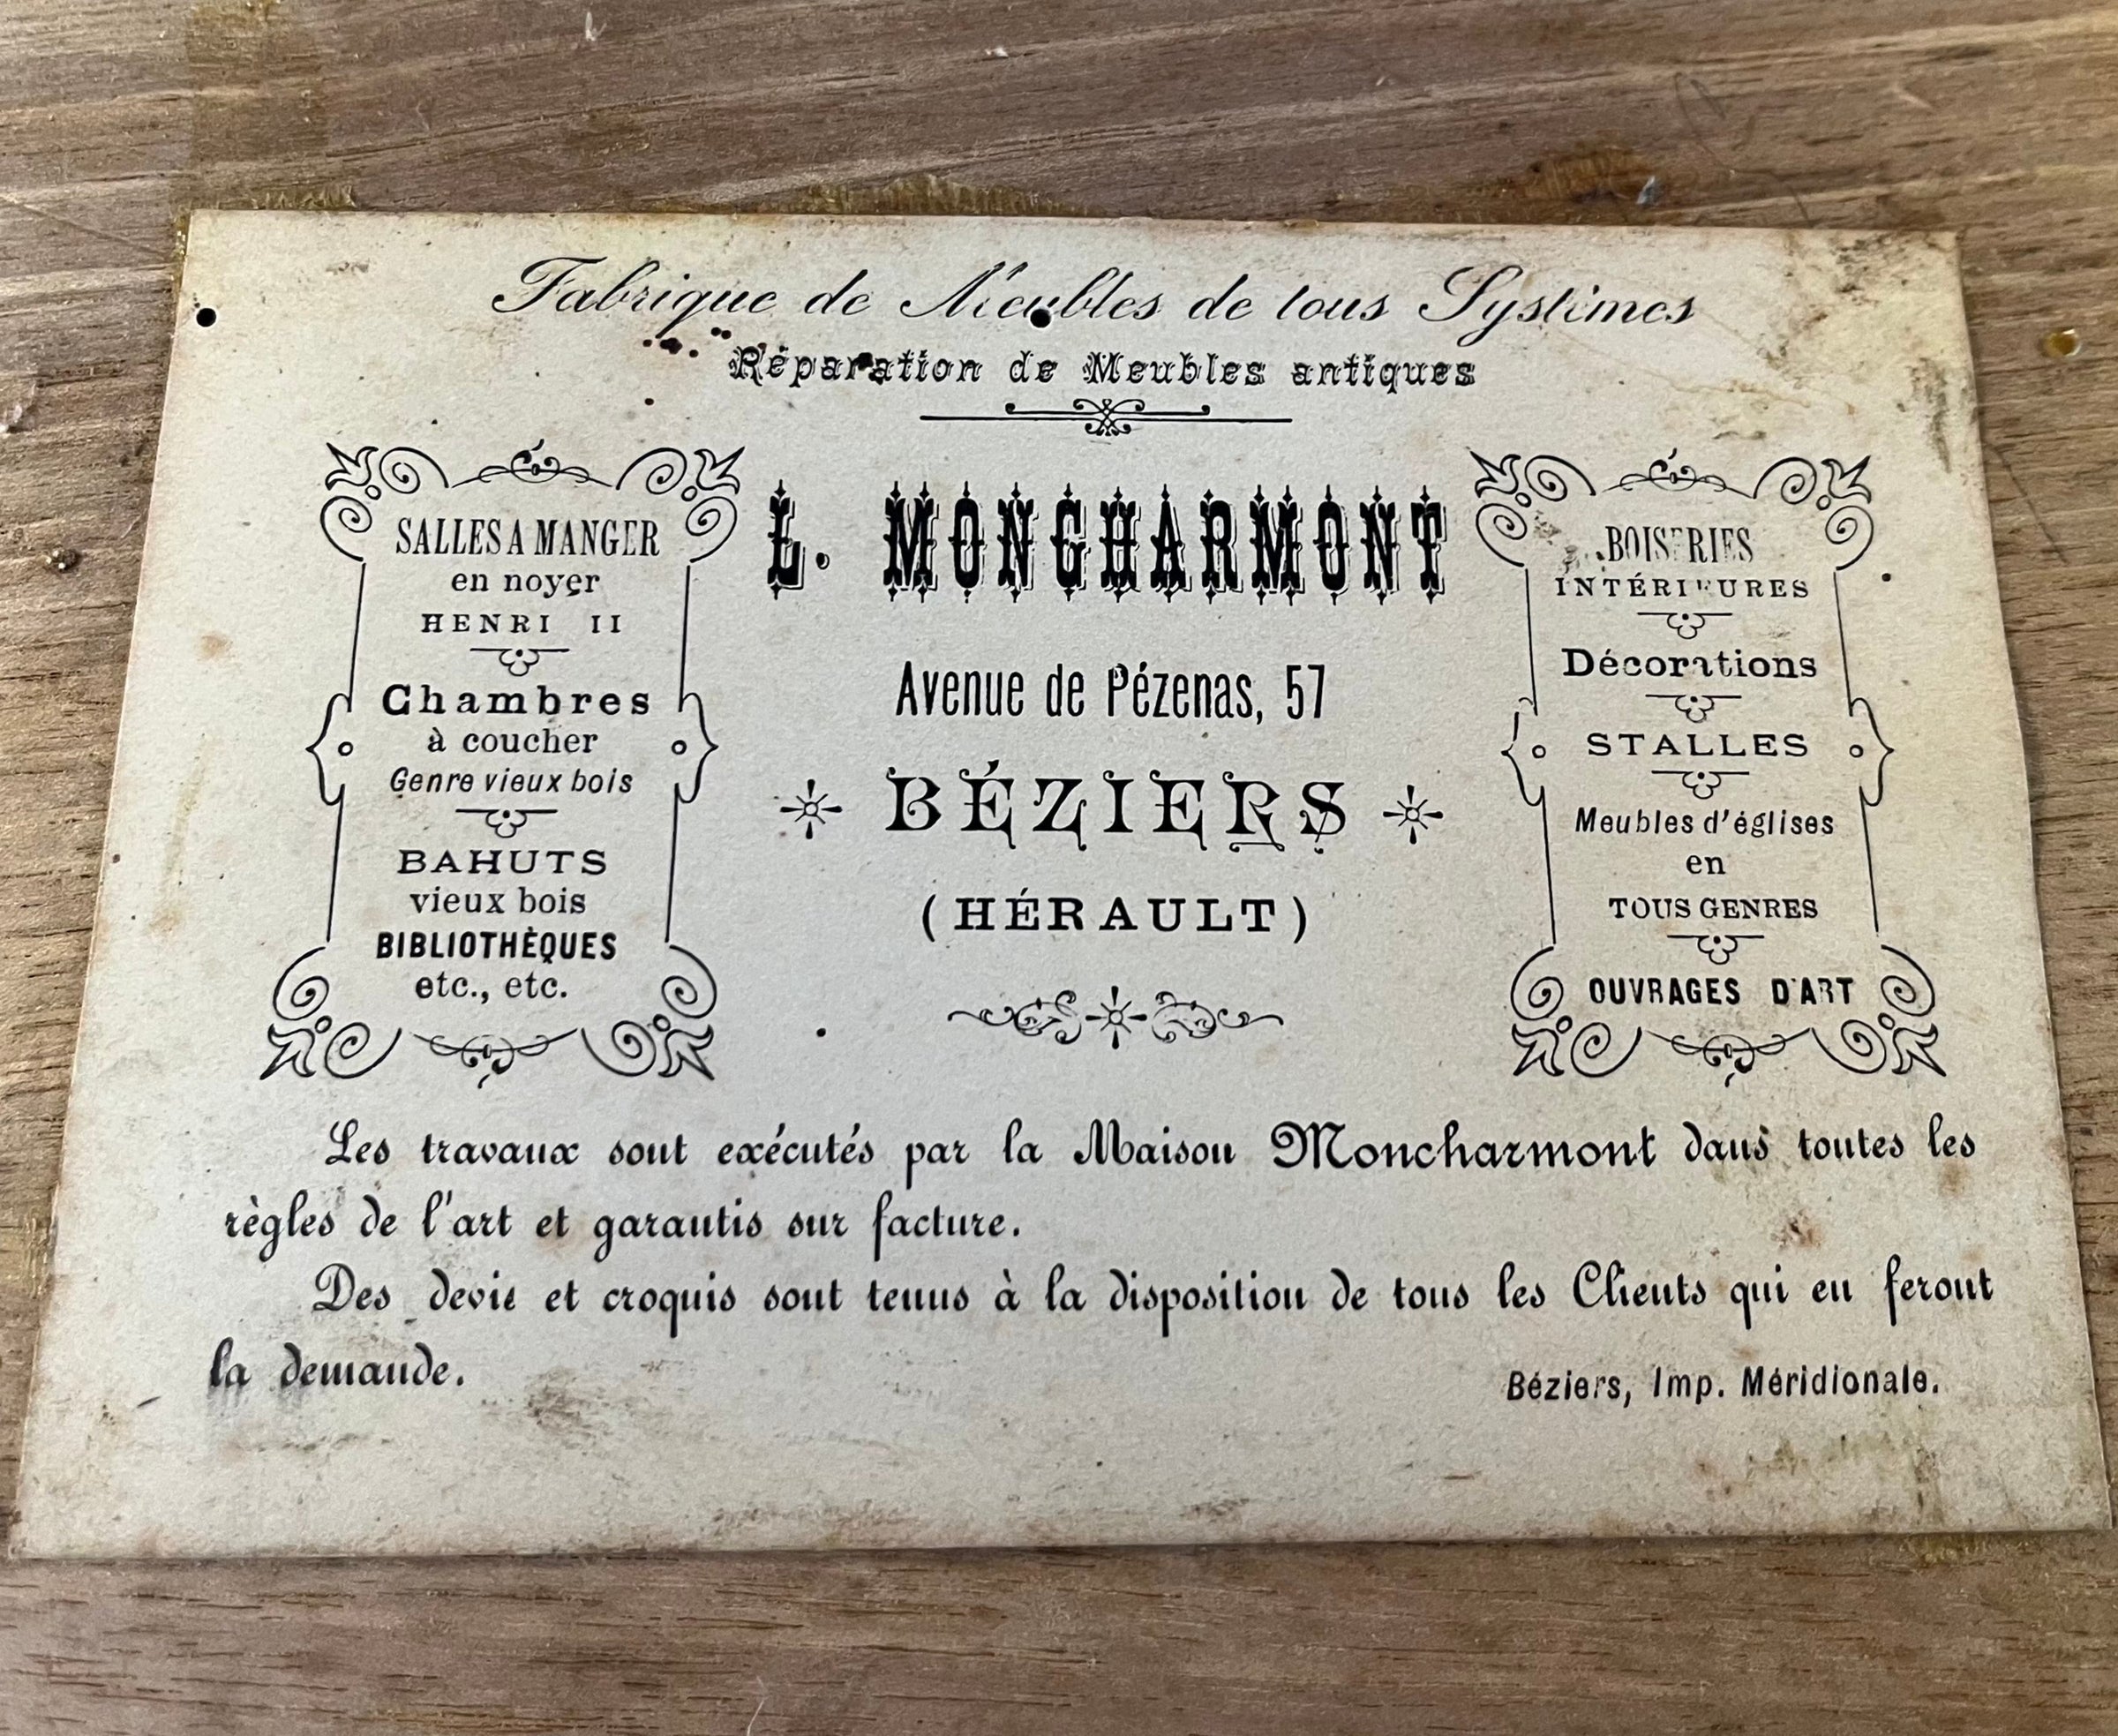 Fabrique de Meubles de tous Systèmes
Réparation de Meubles antiques
SALLES A MANGER
en noyer
HENRI II
Chambres
à coucher
Genre vieux bois
BAHUTS
vieux bois
BIBLIOTHÈQUES
etc., etc.
L. MONCHARMONT
Avenue de Pézenas, 57
BÉZIERS
(HÉRAULT)
BOISERIES
INTÉRIEURES
Décorations
STALLES
Meubles d'églises
en
TOUS GENRES
OUVRAGES D'ART
Les travaux sont exécutés par la Maison Moncharmont dans toutes les
règles de l'art et garantis sur facture.
Des devis et croquis sont tenus à la disposition de tous les Clients qui en feront
la demande.
Béziers, Imp. Méridionale.